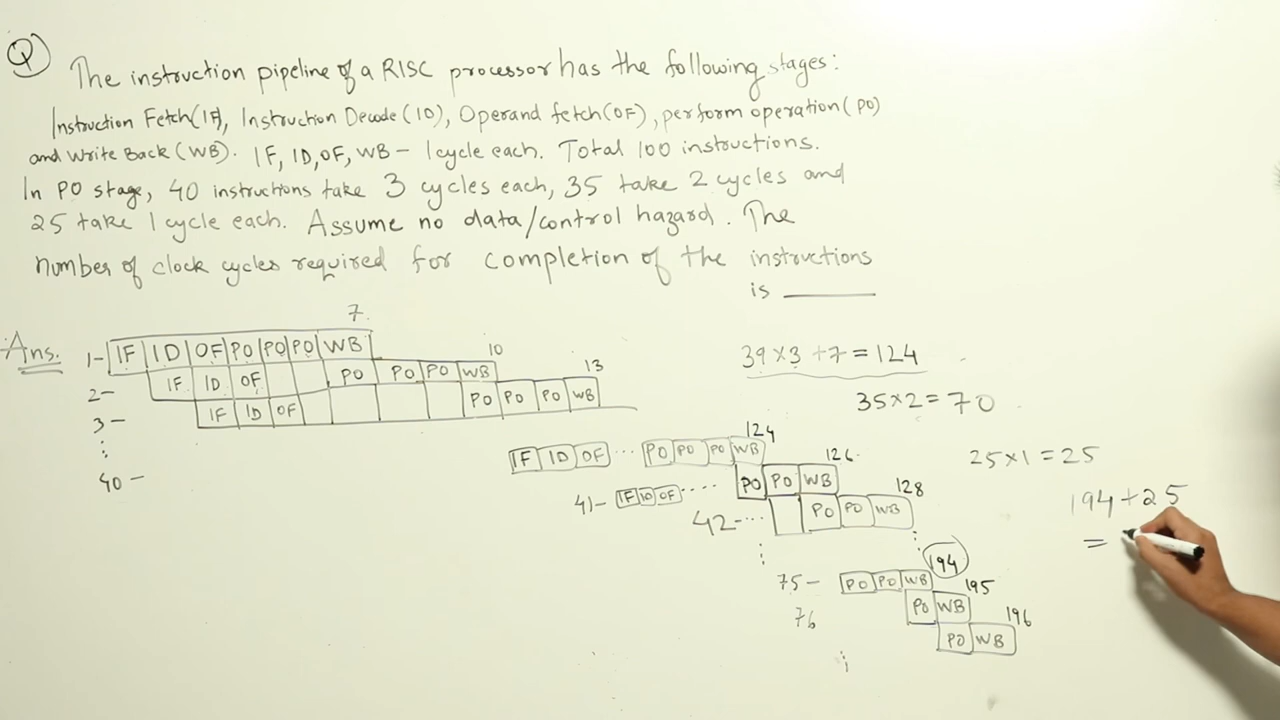 Q)
The instruction pipeline of a RISC processor has the following stages:
Instruction Fetch(IF), Instruction Decode (ID), Operand fetch(OF), perform operation(PO)
and Write Back (WB). IF, ID, OF, WB - 1 cycle each. Total 100 instructions.
In PO stage, 40 instructions take 3 cycles each, 35 take 2 cycles and
25 take 1 cycle each. Assume no data/control hazard. The
number of clock cycles required for completion of the instructions
is ______
Ans.
7
1- IF ID OF PO PO PO WB
10
2- IF ID OF PO PO PO WB
13
3- IF ID OF PO PO PO WB
:
40 -
39×3 +7 = 124
35×2 = 70
25×1 = 25
194+25
=
124
IF ID OF ... PO PO PO WB
126
41- IF ID OF .... PO PO WB
128
42-... PO PO WB
:
194
75- PO PO WB
195
76 PO WB
196
PO WB
: